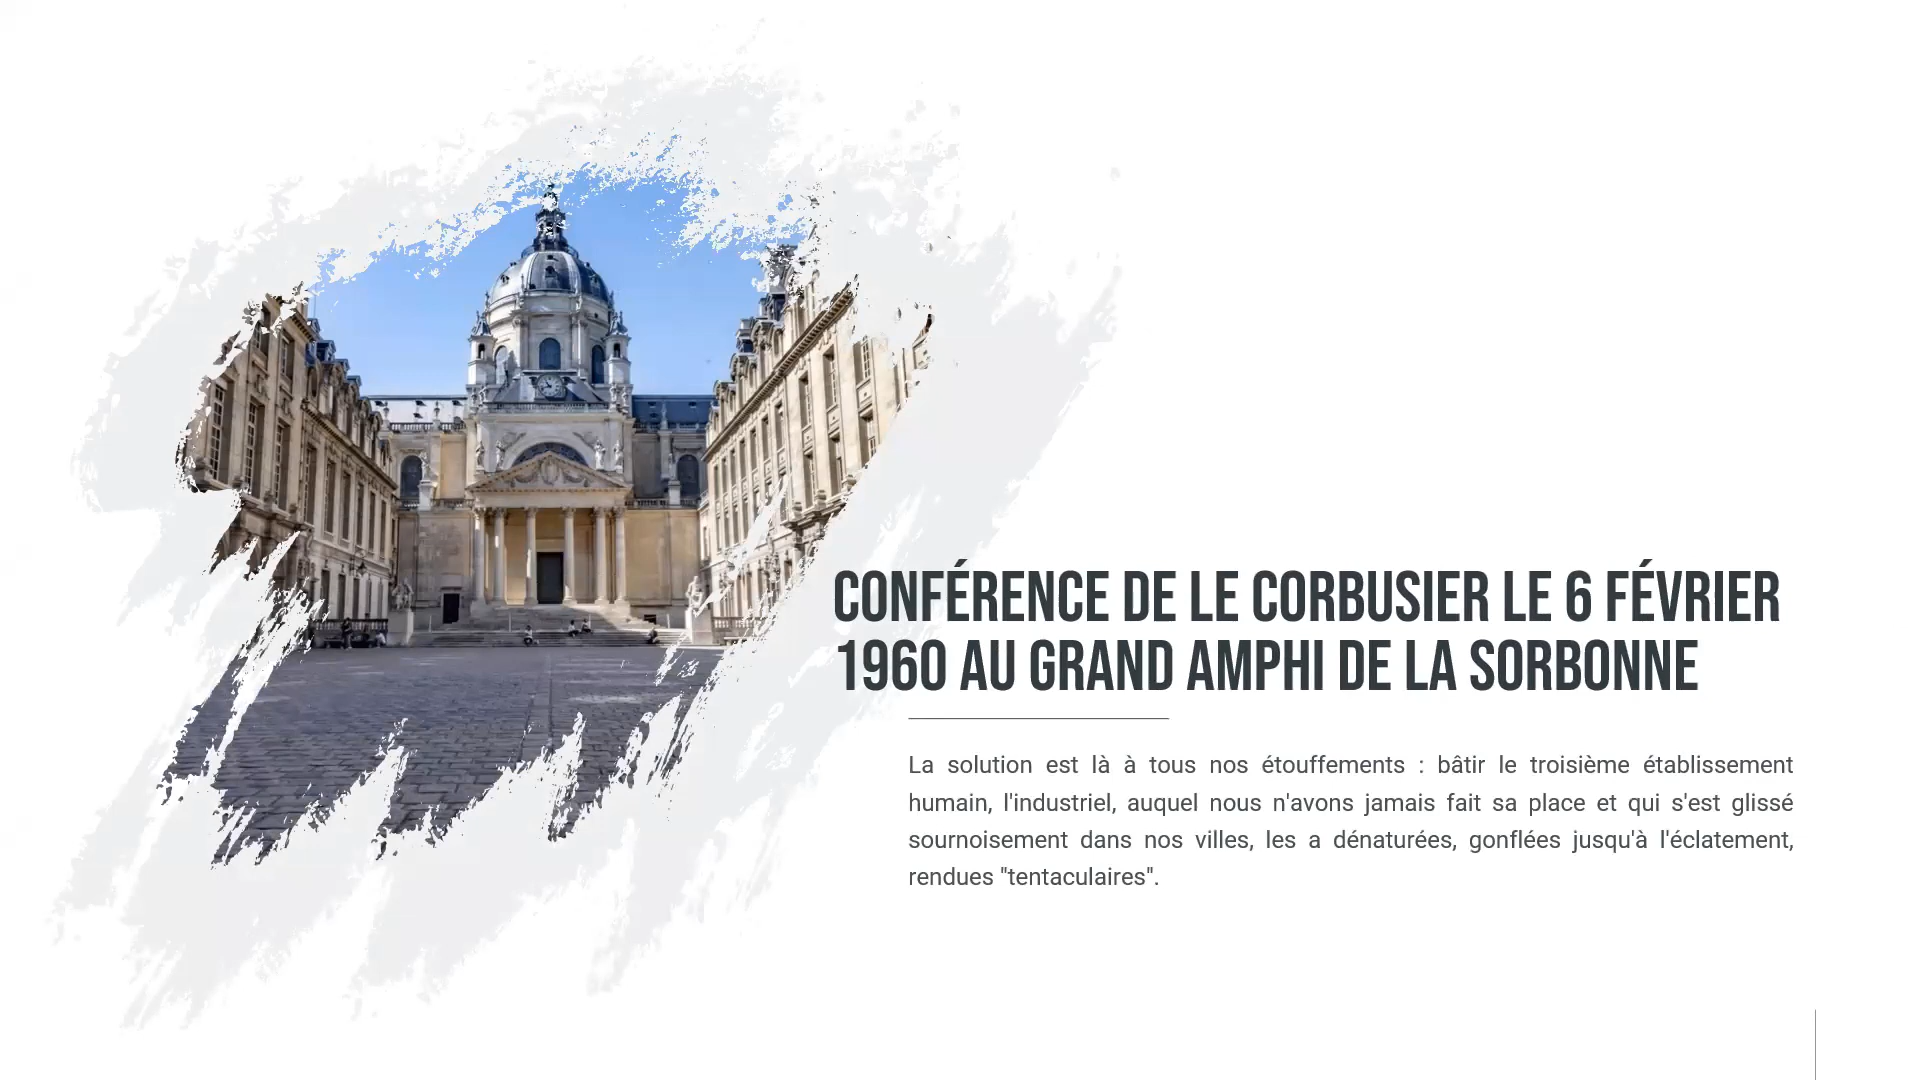 CONFÉRENCE DE LE CORBUSIER LE 6 FÉVRIER
1960 AU GRAND AMPHI DE LA SORBONNE
La solution est là à tous nos étouffements : bâtir le troisième établissement
humain, l'industriel, auquel nous n'avons jamais fait sa place et qui s'est glissé
sournoisement dans nos villes, les a dénaturées, gonflées jusqu'à l'éclatement,
rendues "tentaculaires".